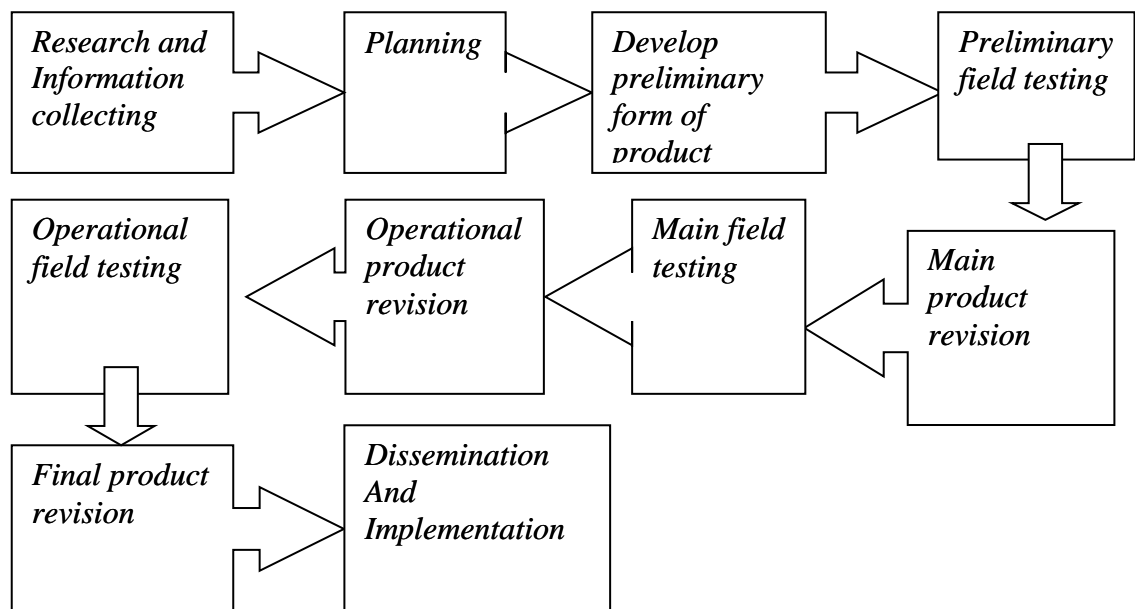 Research and
Information
collecting
Planning
Develop
preliminary
form of
product
Preliminary
field testing
Main
product
revision
Main field
testing
Operational
product
revision
Operational
field testing
Final product
revision
Dissemination
And
Implementation